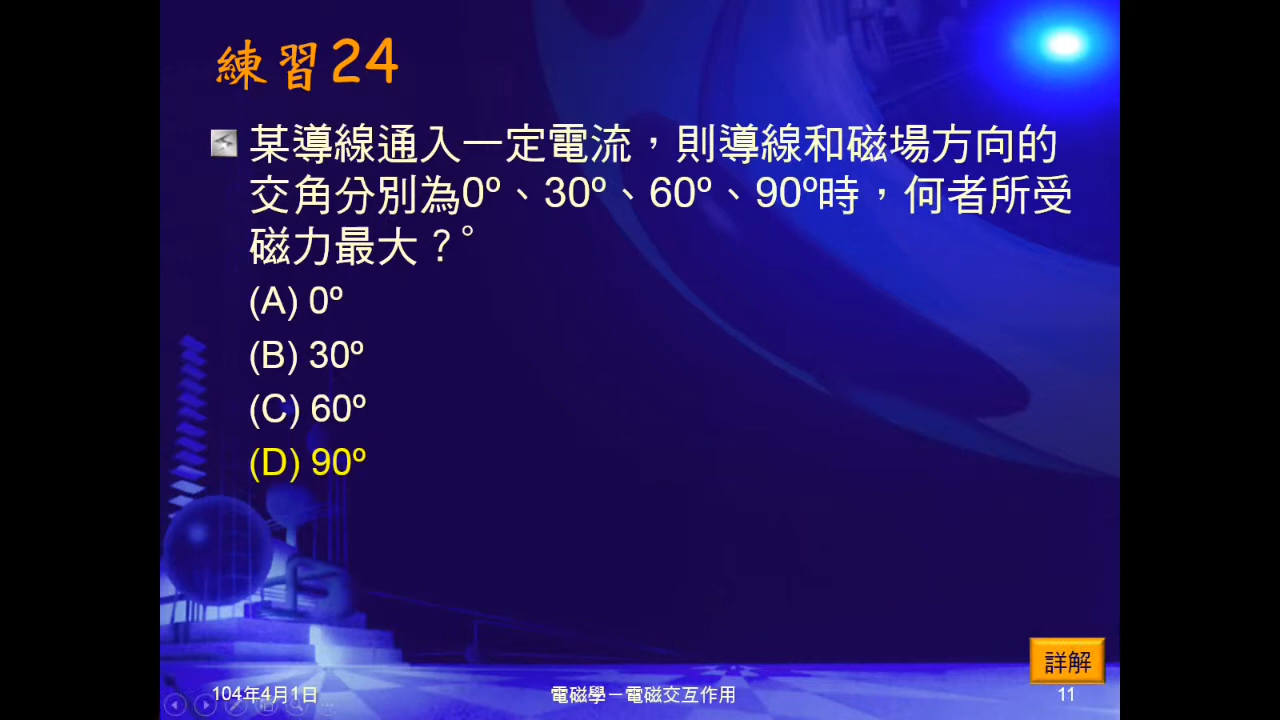 練習24
某導線通入一定電流，則導線和磁場方向的
交角分別為0º、30º、60º、90º時，何者所受
磁力最大？°
(A) 0º
(B) 30º
(C) 60º
(D) 90º
詳解
104年4月1日
電磁學－電磁交互作用
11